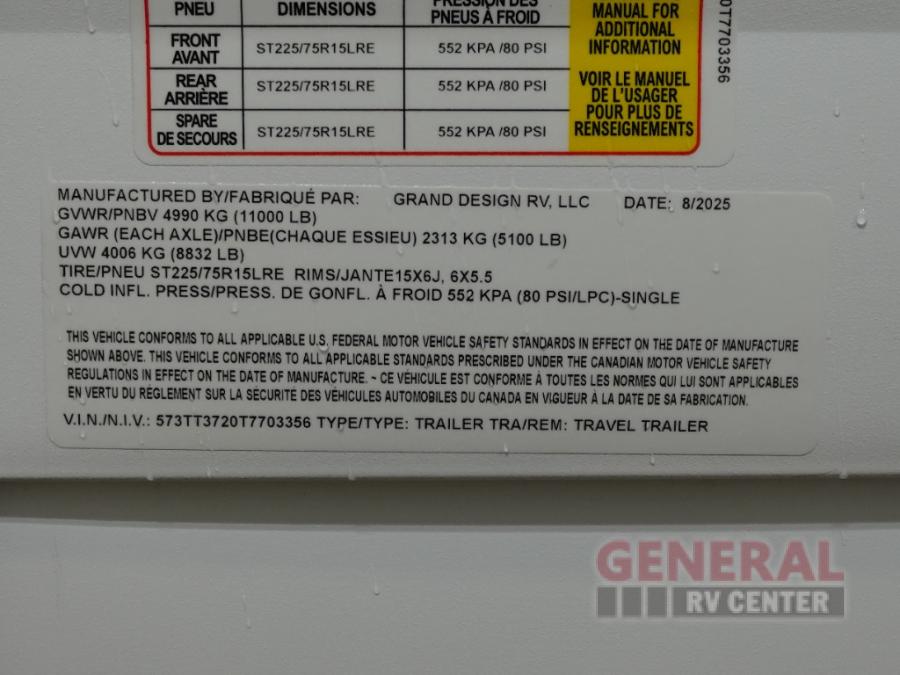 PNEU DIMENSIONS PRESSION DES
PNEUS À FROID
FRONT
AVANT ST225/75R15LRE 552 KPA /80 PSI
REAR
ARRIÈRE ST225/75R15LRE 552 KPA /80 PSI
SPARE
DE SECOURS ST225/75R15LRE 552 KPA /80 PSI
MANUAL FOR
ADDITIONAL
INFORMATION
VOIR LE MANUEL
DE L'USAGER
POUR PLUS DE
RENSEIGNEMENTS
0T7703356
MANUFACTURED BY/FABRIQUÉ PAR: GRAND DESIGN RV, LLC DATE: 8/2025
GVWR/PNBV 4990 KG (11000 LB)
GAWR (EACH AXLE)/PNBE(CHAQUE ESSIEU) 2313 KG (5100 LB)
UVW 4006 KG (8832 LB)
TIRE/PNEU ST225/75R15LRE RIMS/JANTE15X6J, 6X5.5
COLD INFL. PRESS/PRESS. DE GONFL. À FROID 552 KPA (80 PSI/LPC)-SINGLE
THIS VEHICLE CONFORMS TO ALL APPLICABLE U.S. FEDERAL MOTOR VEHICLE SAFETY STANDARDS IN EFFECT ON THE DATE OF MANUFACTURE
SHOWN ABOVE. THIS VEHICLE CONFORMS TO ALL APPLICABLE STANDARDS PRESCRIBED UNDER THE CANADIAN MOTOR VEHICLE SAFETY
REGULATIONS IN EFFECT ON THE DATE OF MANUFACTURE. ~ CE VÉHICULE EST CONFORME À TOUTES LES NORMES QUI LUI SONT APPLICABLES
EN VERTU DU RÈGLEMENT SUR LA SÉCURITÉ DES VÉHICULES AUTOMOBILES DU CANADA EN VIGUEUR À LA DATE DE SA FABRICATION.
V.I.N./N.I.V.: 573TT3720T7703356 TYPE/TYPE: TRAILER TRA/REM: TRAVEL TRAILER
GENERAL
RV CENTER